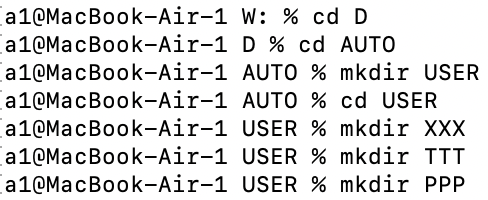 a1@MacBook-Air-1 W: % cd D
a1@MacBook-Air-1 D % cd AUTO
a1@MacBook-Air-1 AUTO % mkdir USER
a1@MacBook-Air-1 AUTO % cd USER
a1@MacBook-Air-1 USER % mkdir XXX
a1@MacBook-Air-1 USER % mkdir TTT
a1@MacBook-Air-1 USER % mkdir PPP